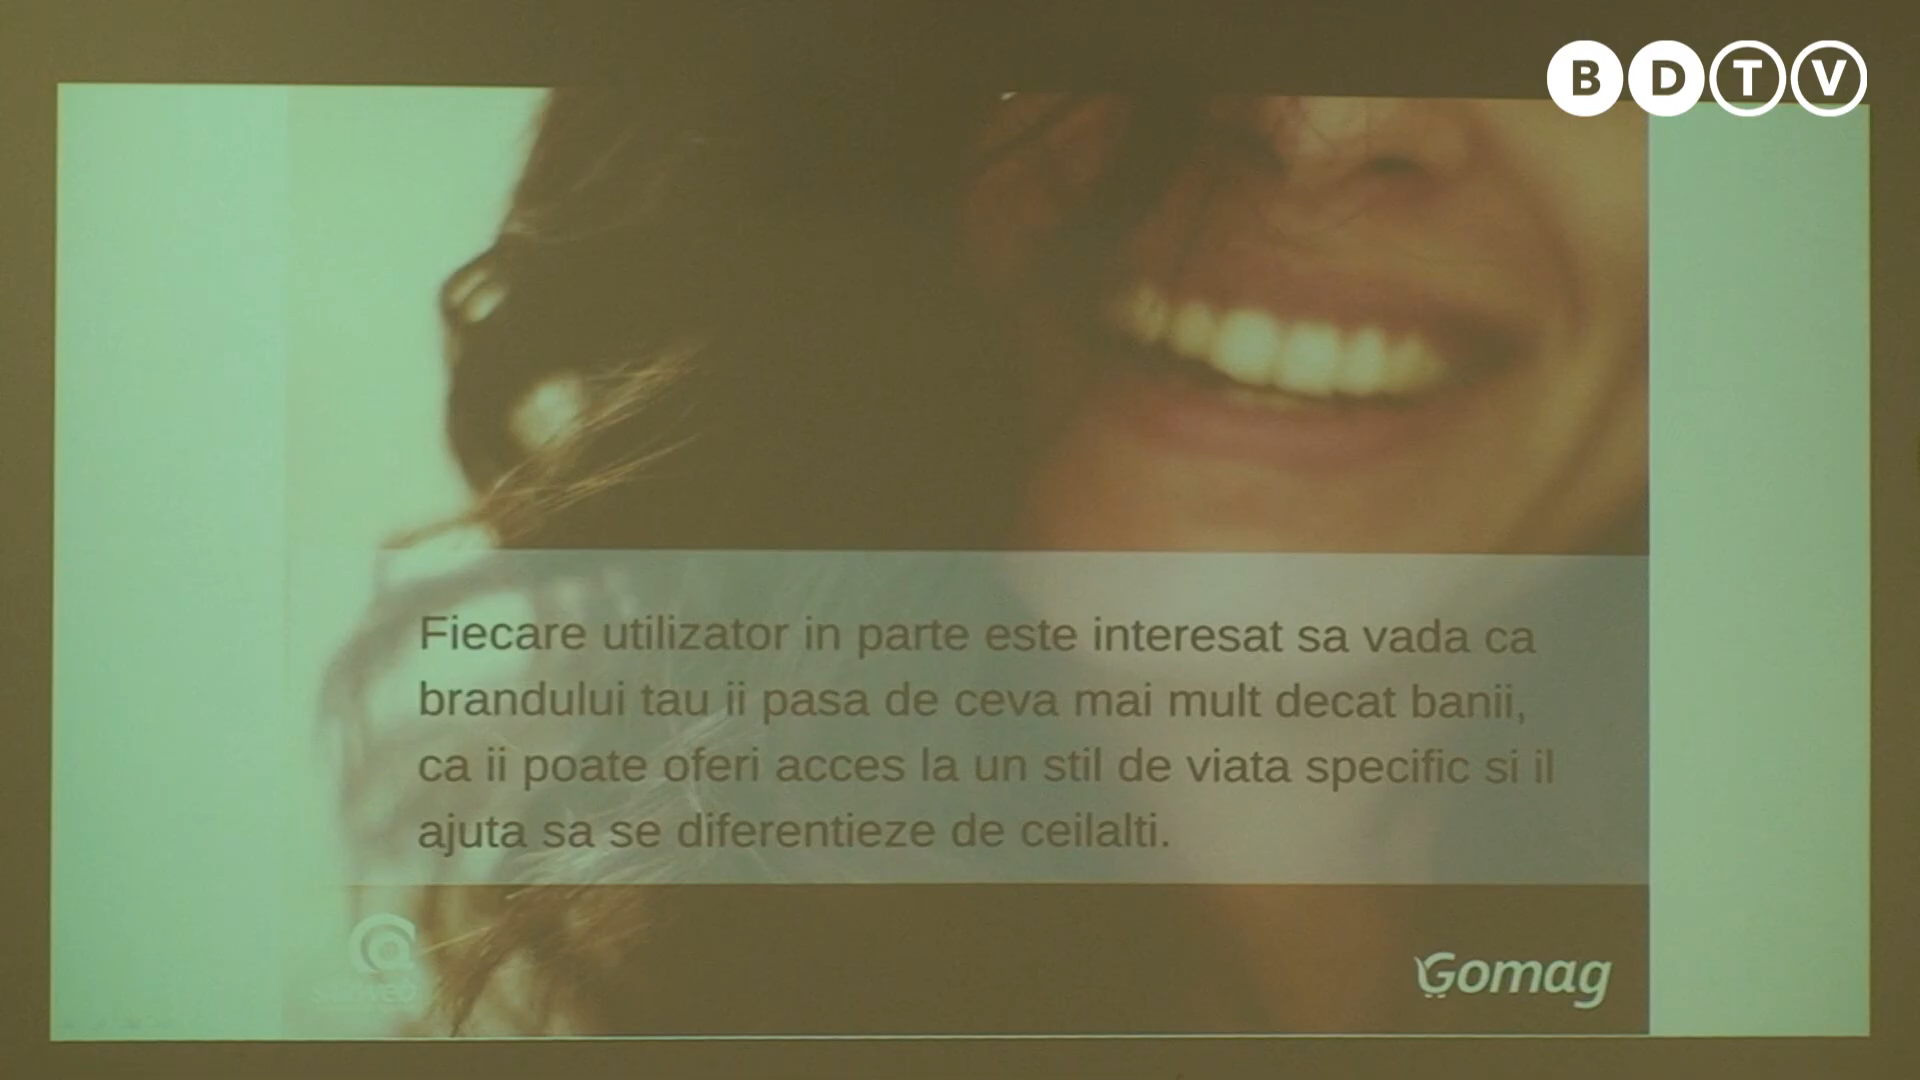 BDTV
Fiecare utilizator in parte este interesat sa vada ca
brandului tau ii pasa de ceva mai mult decat banii,
ca ii poate oferi acces la un stil de viata specific si il
ajuta sa se diferentieze de ceilalti.
Gomag